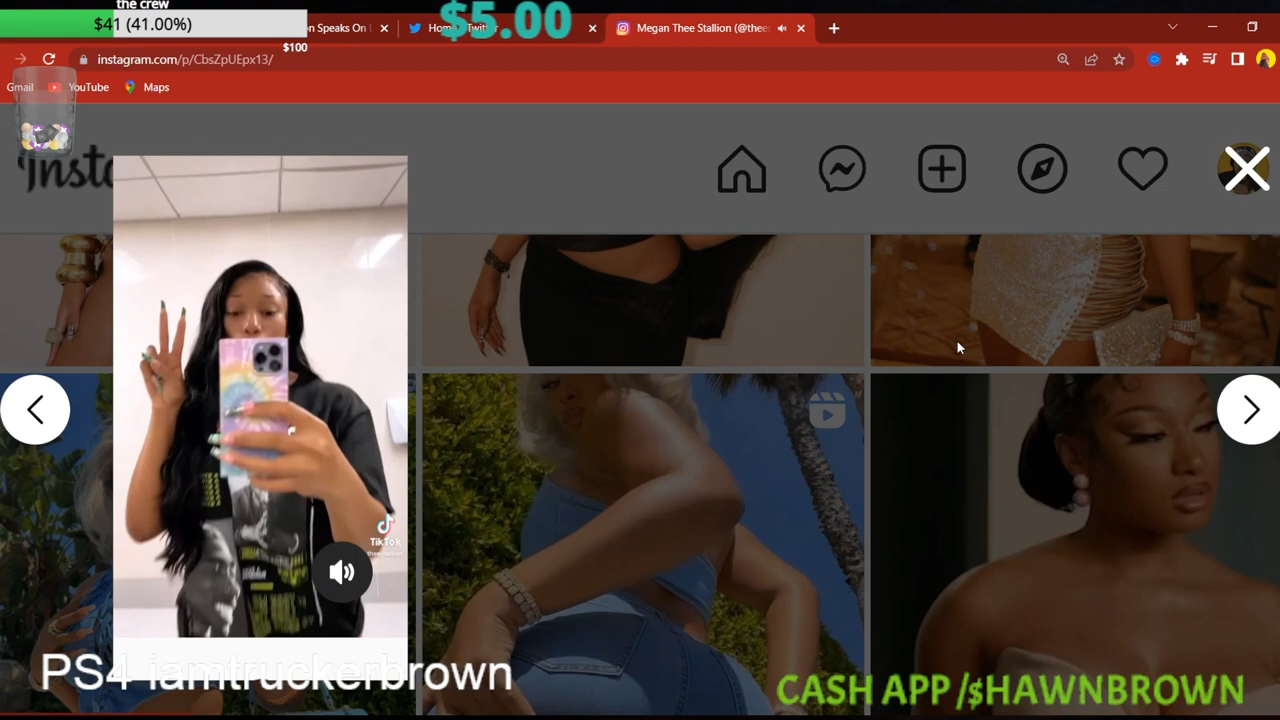 the crew
$41 (41.00%)
$5.00
$100
n Speaks On
Home
Megan Thee Stallion (@thee
instagram.com/p/CbsZpUEpx13/
Gmail
YouTube
Maps
Insta
TikTok
PS4 iamtruckerbrown
CASH APP /$HAWNBROWN